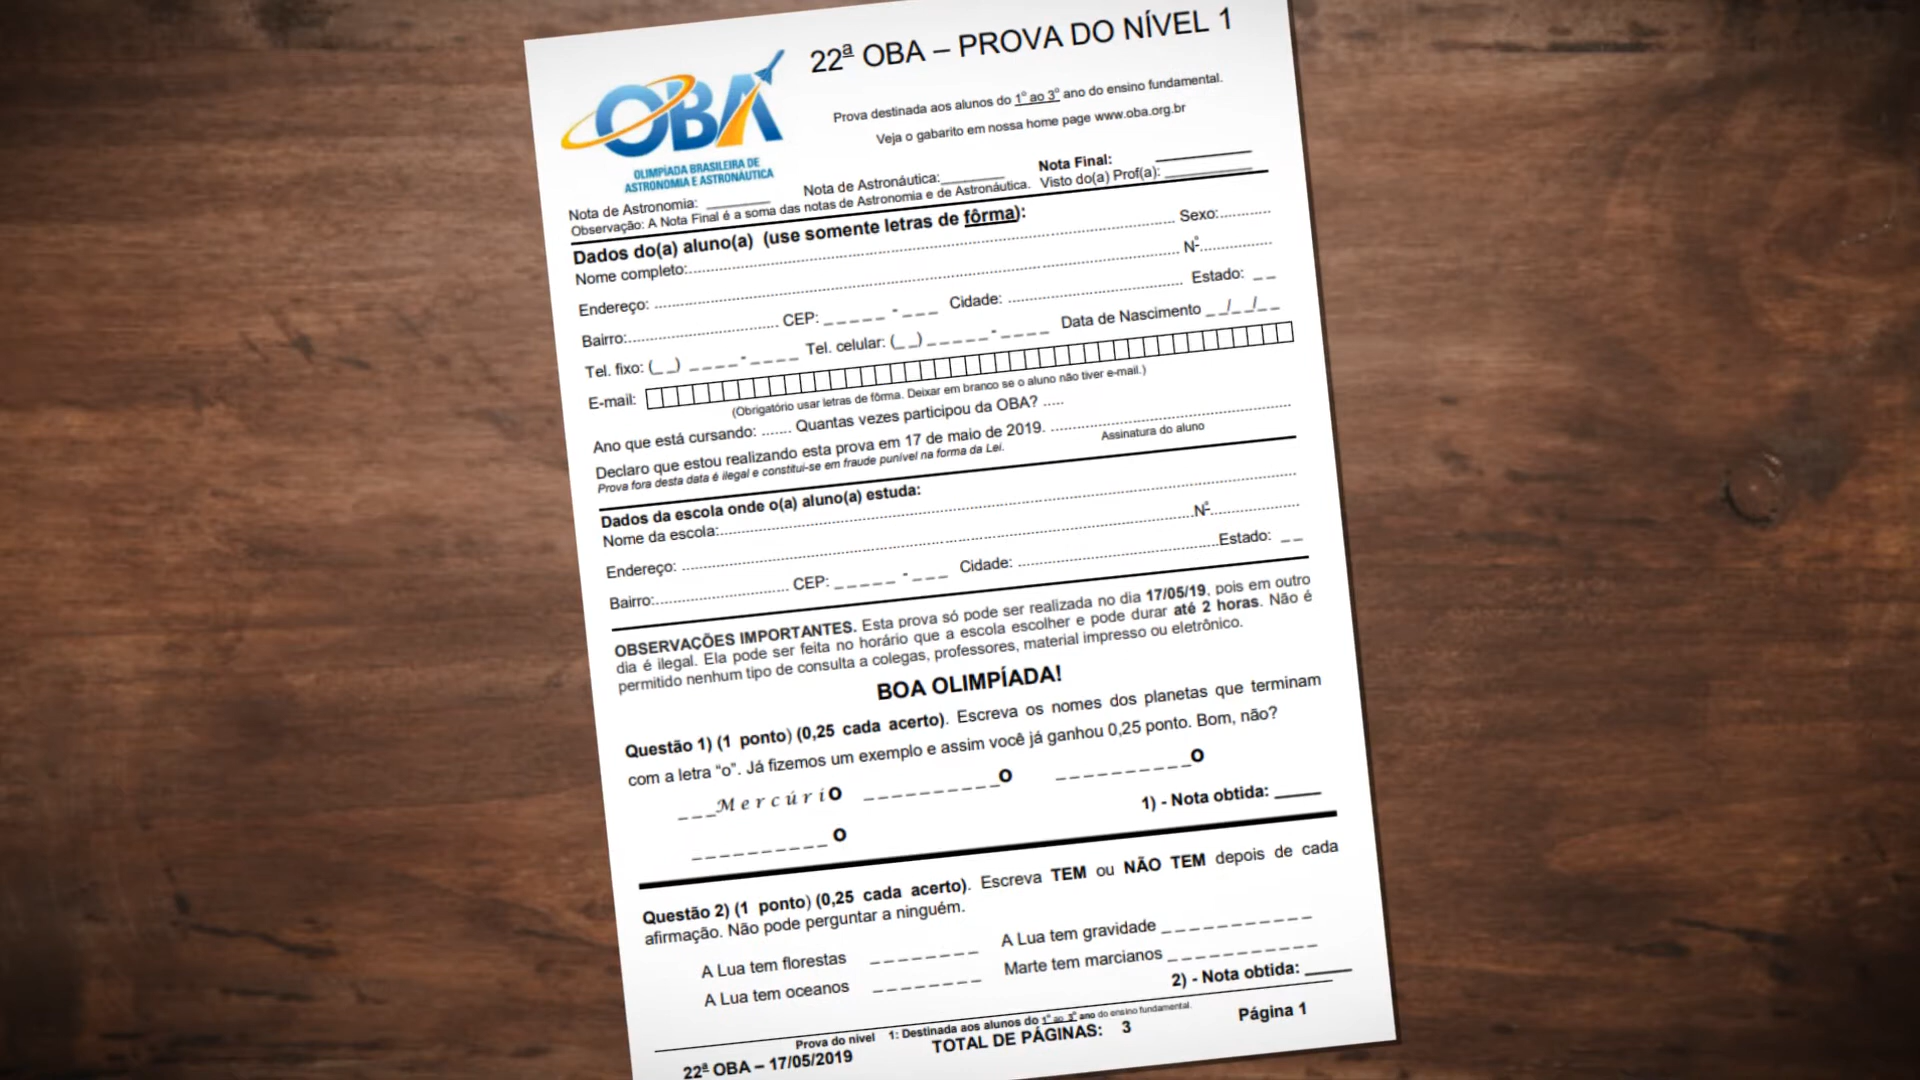 22ª OBA – PROVA DO NÍVEL 1
Prova destinada aos alunos do 1º ao 3º ano do ensino fundamental.
Veja o gabarito em nossa home page www.oba.org.br
OBA
OLIMPÍADA BRASILEIRA DE
ASTRONOMIA E ASTRONÁUTICA
Nota de Astronomia: ________ Nota de Astronáutica:________ Nota Final: ____________
Observação: A Nota Final é a soma das notas de Astronomia e de Astronáutica. Visto do(a) Prof(a): ____________
Dados do(a) aluno(a) (use somente letras de fôrma):
Nome completo:.......................................................... Sexo:............
Endereço: .......................................................... Nº.................
Bairro:............................... CEP: _ _ _ _ _ - _ _ _ Cidade: .................................... Estado: _ _
Tel. fixo: (_ _) _ _ _ _ - _ _ _ _ Tel. celular: (_ _) _ _ _ _ _ - _ _ _ _ Data de Nascimento _ _/_ _/_ _
E-mail:
(Obrigatório usar letras de fôrma. Deixar em branco se o aluno não tiver e-mail.)
Ano que está cursando: ....... Quantas vezes participou da OBA? .....
Declaro que estou realizando esta prova em 17 de maio de 2019. ..................................................
Prova fora desta data é ilegal e constitui-se em fraude punível na forma da Lei. Assinatura do aluno
Dados da escola onde o(a) aluno(a) estuda:
Nome da escola:..........................................................
Endereço: ..........................................................Nº.................
Bairro:............................... CEP: _ _ _ _ _ - _ _ _ Cidade: ..........................................Estado: _ _
OBSERVAÇÕES IMPORTANTES. Esta prova só pode ser realizada no dia 17/05/19, pois em outro
dia é ilegal. Ela pode ser feita no horário que a escola escolher e pode durar até 2 horas. Não é
permitido nenhum tipo de consulta a colegas, professores, material impresso ou eletrônico.
BOA OLIMPÍADA!
Questão 1) (1 ponto) (0,25 cada acerto). Escreva os nomes dos planetas que terminam
com a letra “o”. Já fizemos um exemplo e assim você já ganhou 0,25 ponto. Bom, não?
_ _ _M e r c ú r i O _ _ _ _ _ _ _ _ _ _O _ _ _ _ _ _ _ _ _ _O
_ _ _ _ _ _ _ _ _ _ O 1) - Nota obtida: _____
Questão 2) (1 ponto) (0,25 cada acerto). Escreva TEM ou NÃO TEM depois de cada
afirmação. Não pode perguntar a ninguém.
A Lua tem florestas _ _ _ _ _ _ _ _ A Lua tem gravidade _ _ _ _ _ _ _ _ _ _ _
A Lua tem oceanos _ _ _ _ _ _ _ _ Marte tem marcianos _ _ _ _ _ _ _ _ _ _ _
2) - Nota obtida: _____
Prova do nivel 1: Destinada aos alunos do 1º ao 3º ano do ensino fundamental.
22ª OBA – 17/05/2019 TOTAL DE PÁGINAS: 3 Página 1